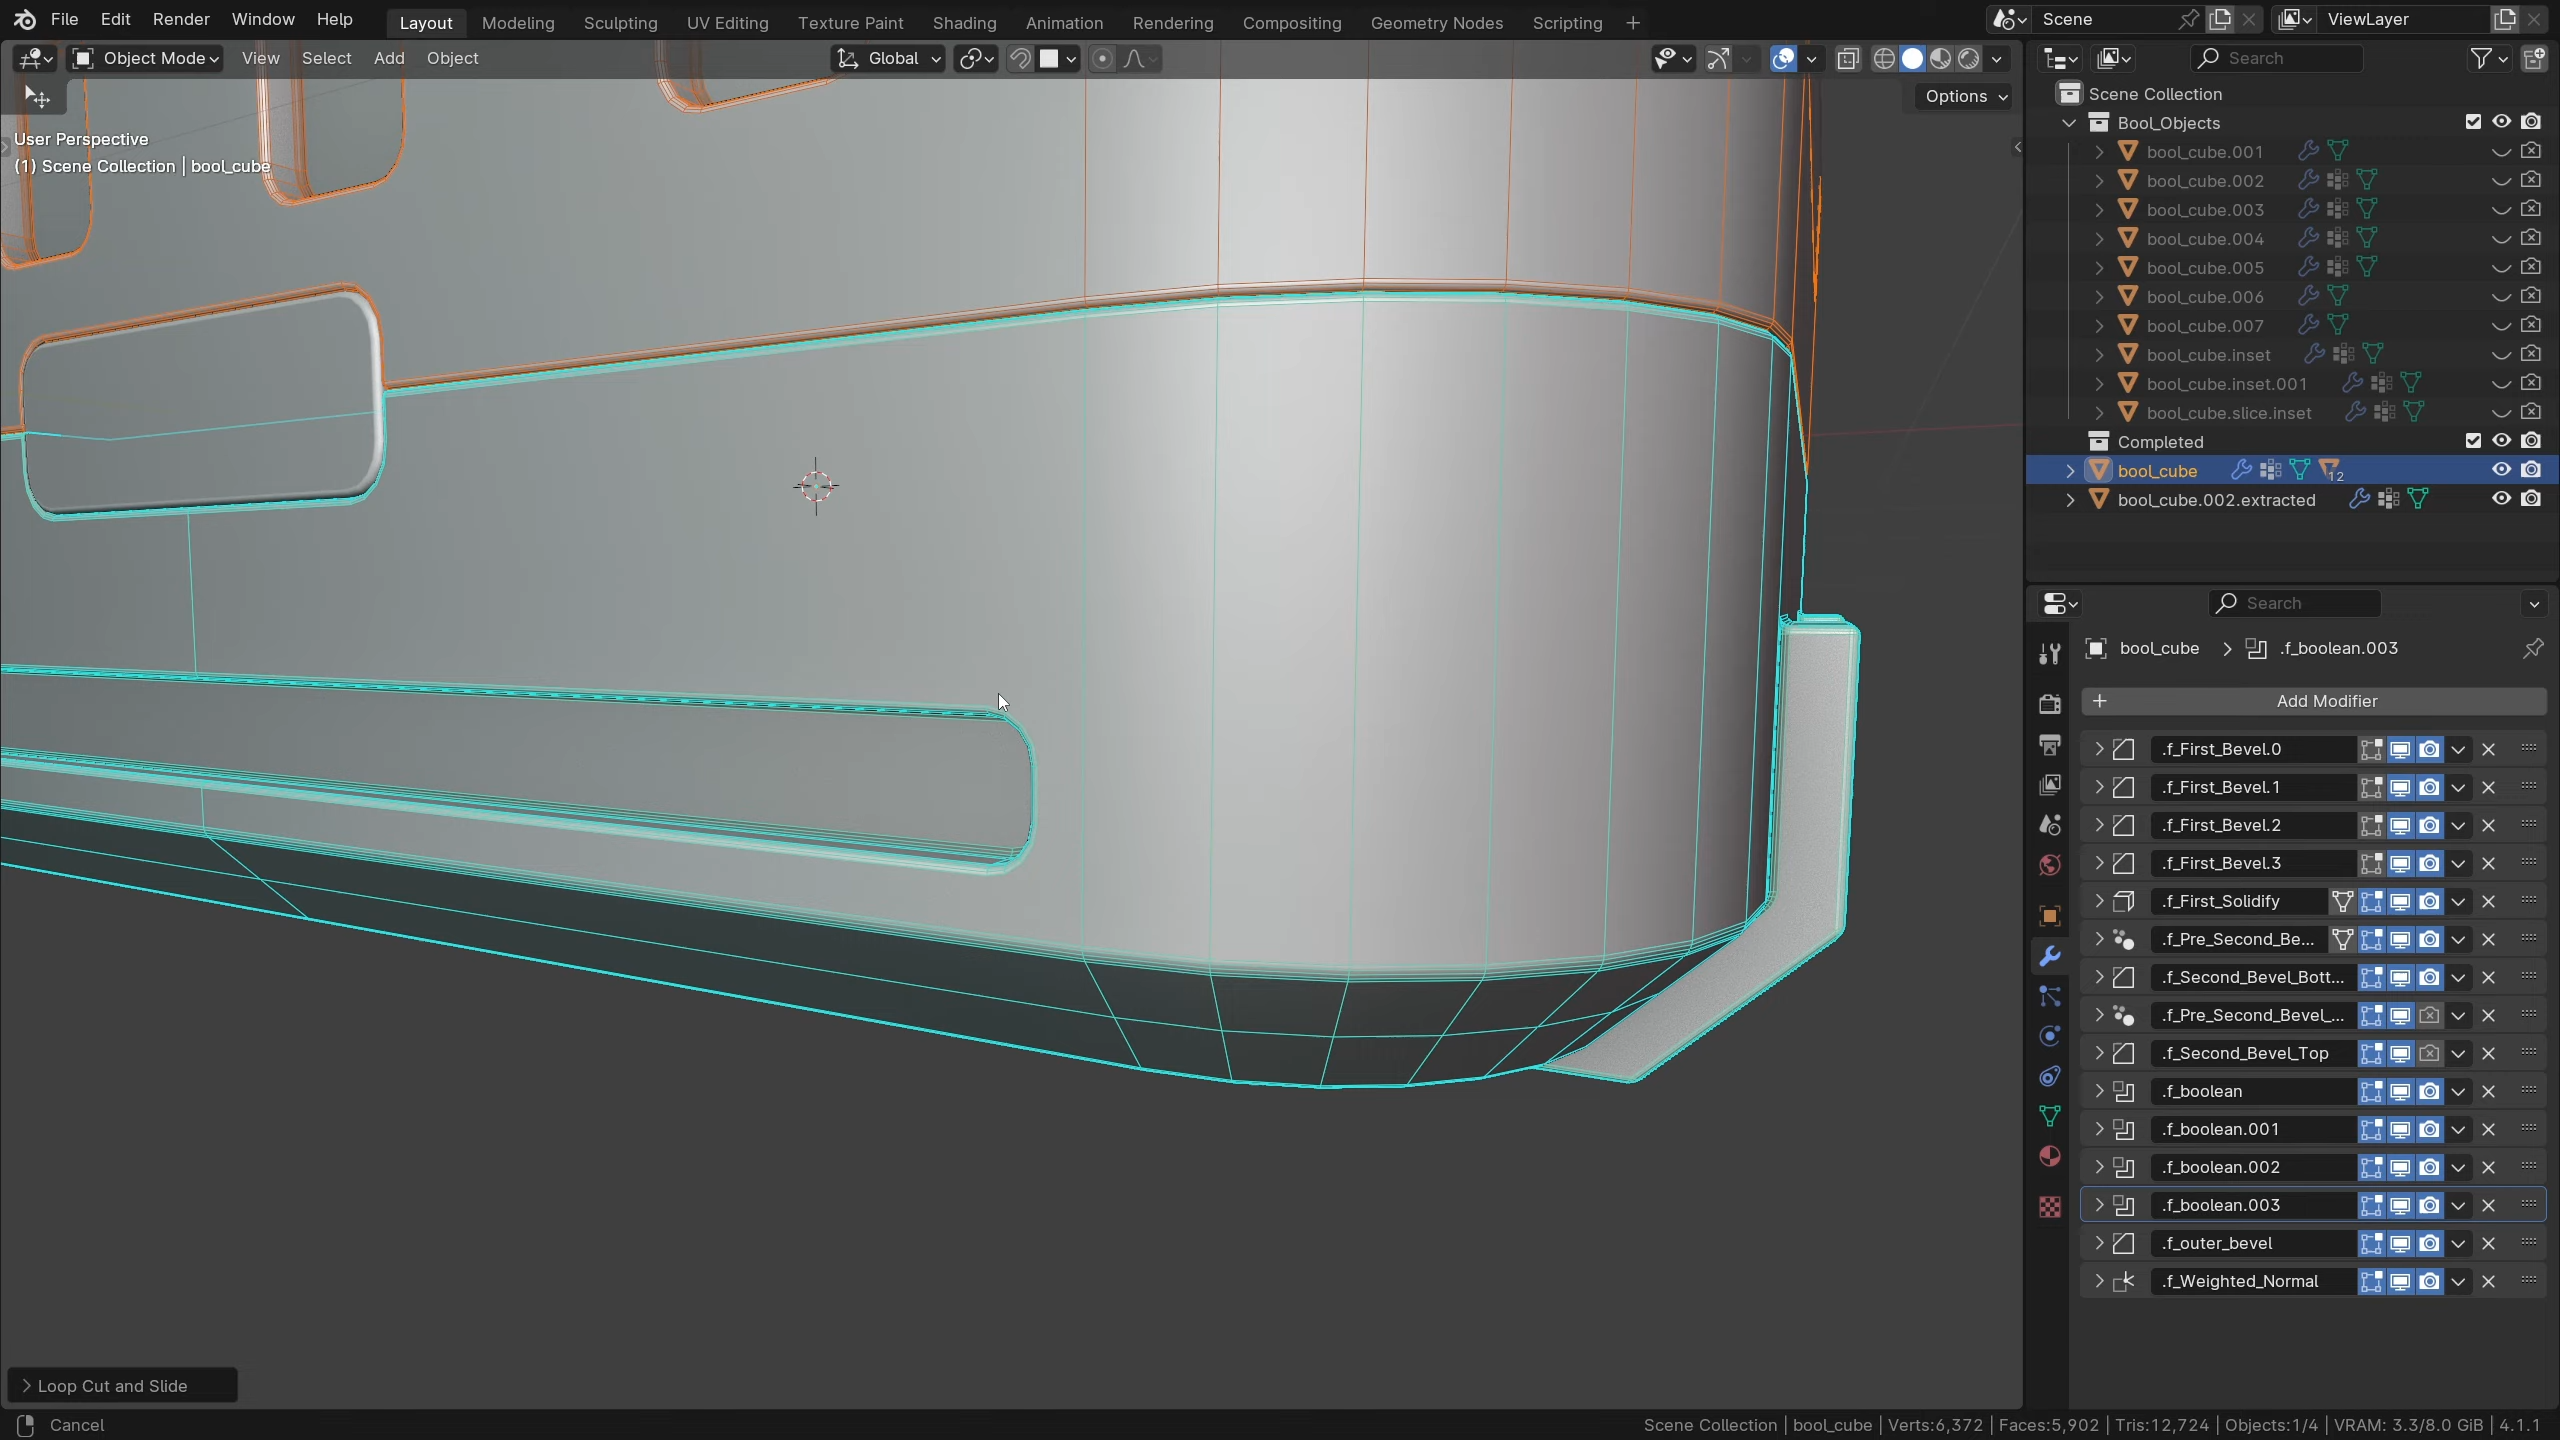 File Edit Render Window Help Layout Modeling Sculpting UV Editing Texture Paint Shading Animation Rendering Compositing Geometry Nodes Scripting + Scene ViewLayer
Object Mode View Select Add Object Global Search
Options
User Perspective
(1) Scene Collection | bool_cube
Scene Collection
Bool_Objects
bool_cube.001
bool_cube.002
bool_cube.003
bool_cube.004
bool_cube.005
bool_cube.006
bool_cube.007
bool_cube.inset
bool_cube.inset.001
bool_cube.slice.inset
Completed
bool_cube 12
bool_cube.002.extracted
Search
bool_cube > .f_boolean.003
+ Add Modifier
.f_First_Bevel.0
.f_First_Bevel.1
.f_First_Bevel.2
.f_First_Bevel.3
.f_First_Solidify
.f_Pre_Second_Be...
.f_Second_Bevel_Bott...
.f_Pre_Second_Bevel_...
.f_Second_Bevel_Top
.f_boolean
.f_boolean.001
.f_boolean.002
.f_boolean.003
.f_outer_bevel
.f_Weighted_Normal
Loop Cut and Slide
Cancel
Scene Collection | bool_cube | Verts:6,372 | Faces:5,902 | Tris:12,724 | Objects:1/4 | VRAM: 3.3/8.0 GiB | 4.1.1